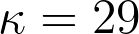 κ = 29